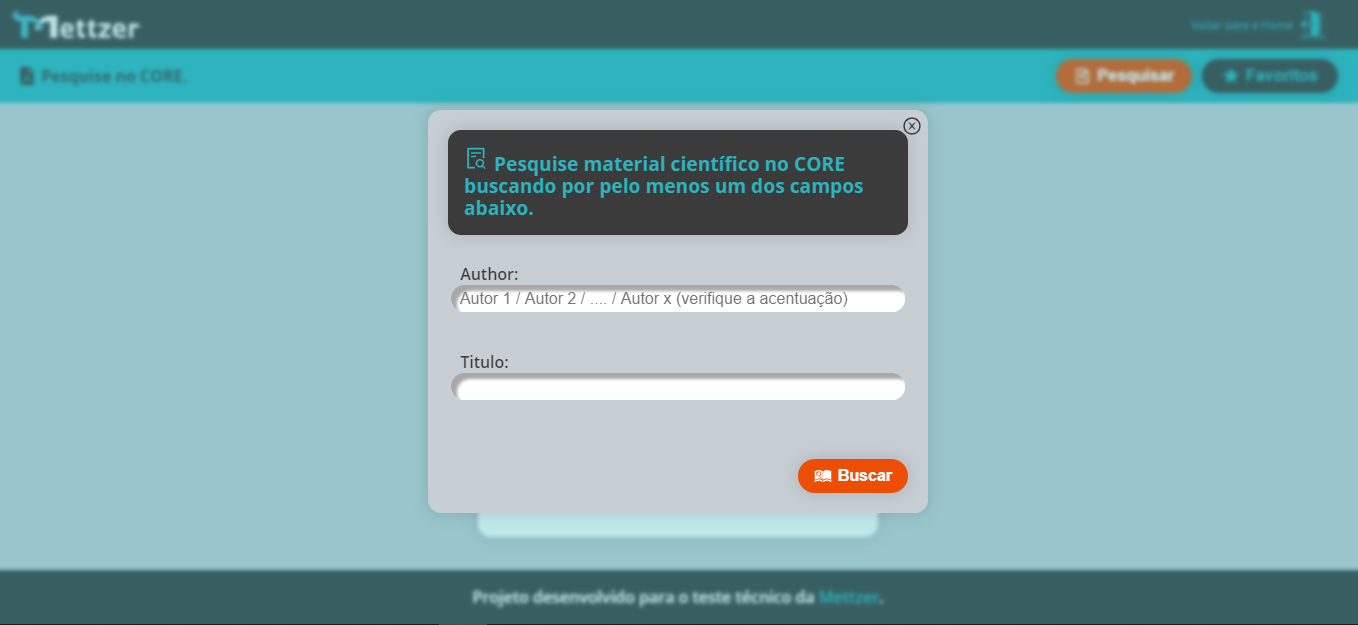 Mettzer
Voltar para a Home
Pesquise no CORE.
Pesquisar
Favoritos
Pesquise material científico no CORE
buscando por pelo menos um dos campos
abaixo.
Author:
Autor 1 / Autor 2 / .... / Autor x (verifique a acentuação)
Titulo:
Buscar
Projeto desenvolvido para o teste técnico da Mettzer.